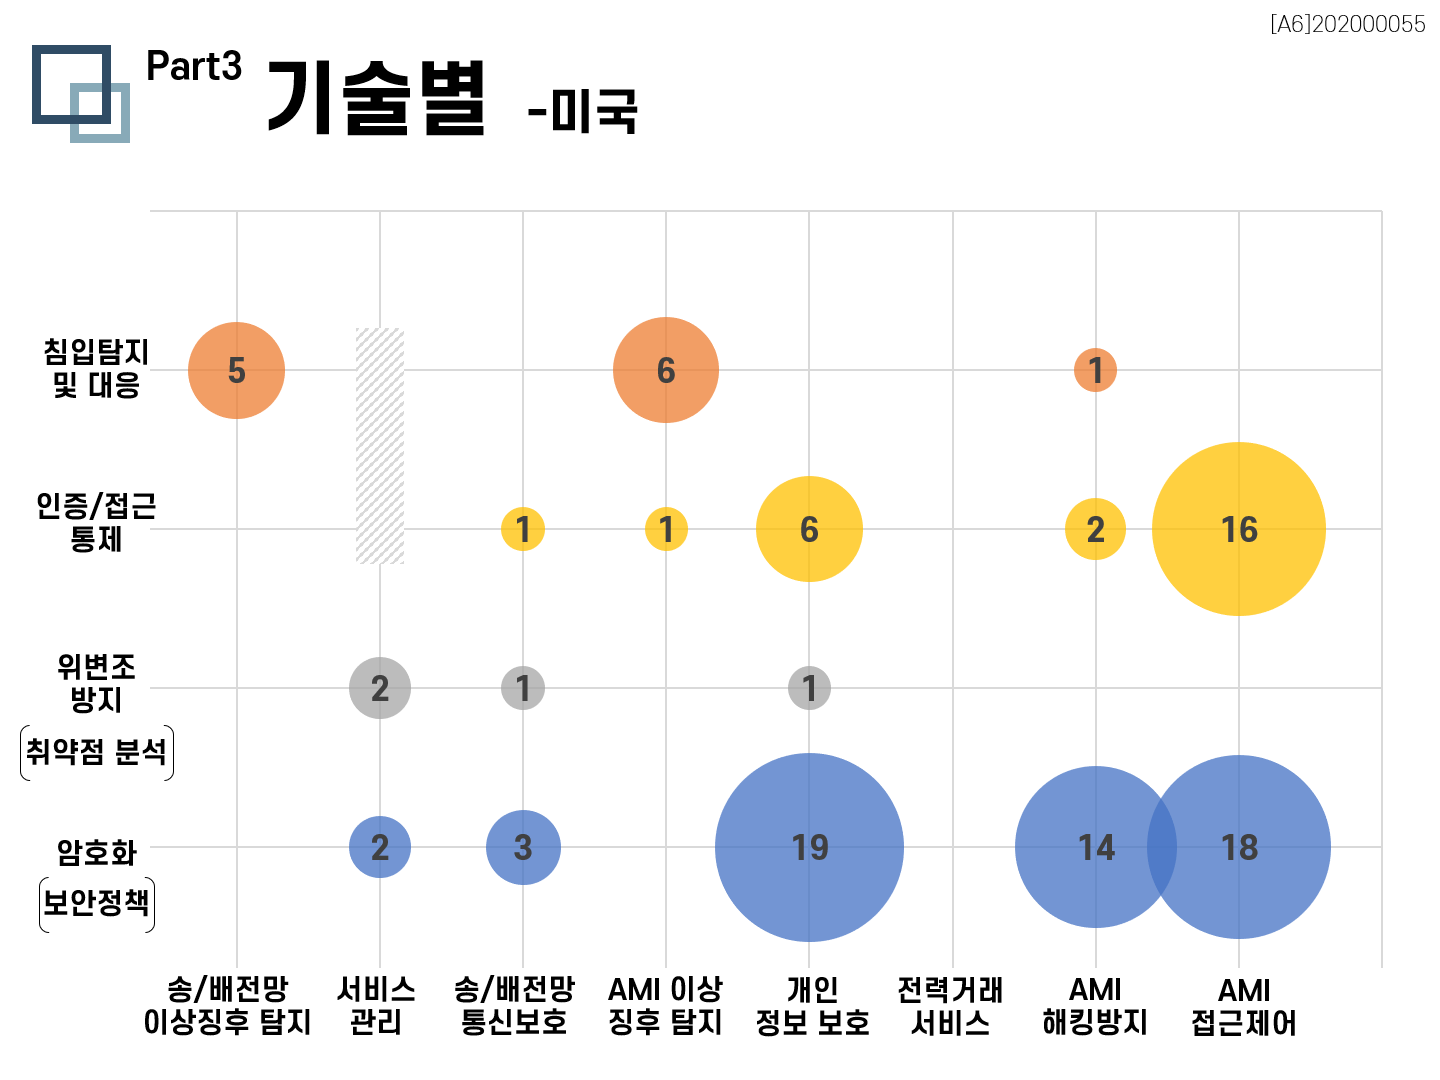 [A6]202000055
Part3 기술별 -미국
침입탐지
및 대응
5
6
1
인증/접근
통제
1
1
6
2
16
위변조
방지
2
1
1
취약점 분석
암호화
2
3
19
14
18
보안정책
송/배전망
이상징후 탐지
서비스
관리
송/배전망
통신보호
AMI 이상
징후 탐지
개인
정보 보호
전력거래
서비스
AMI
해킹방지
AMI
접근제어